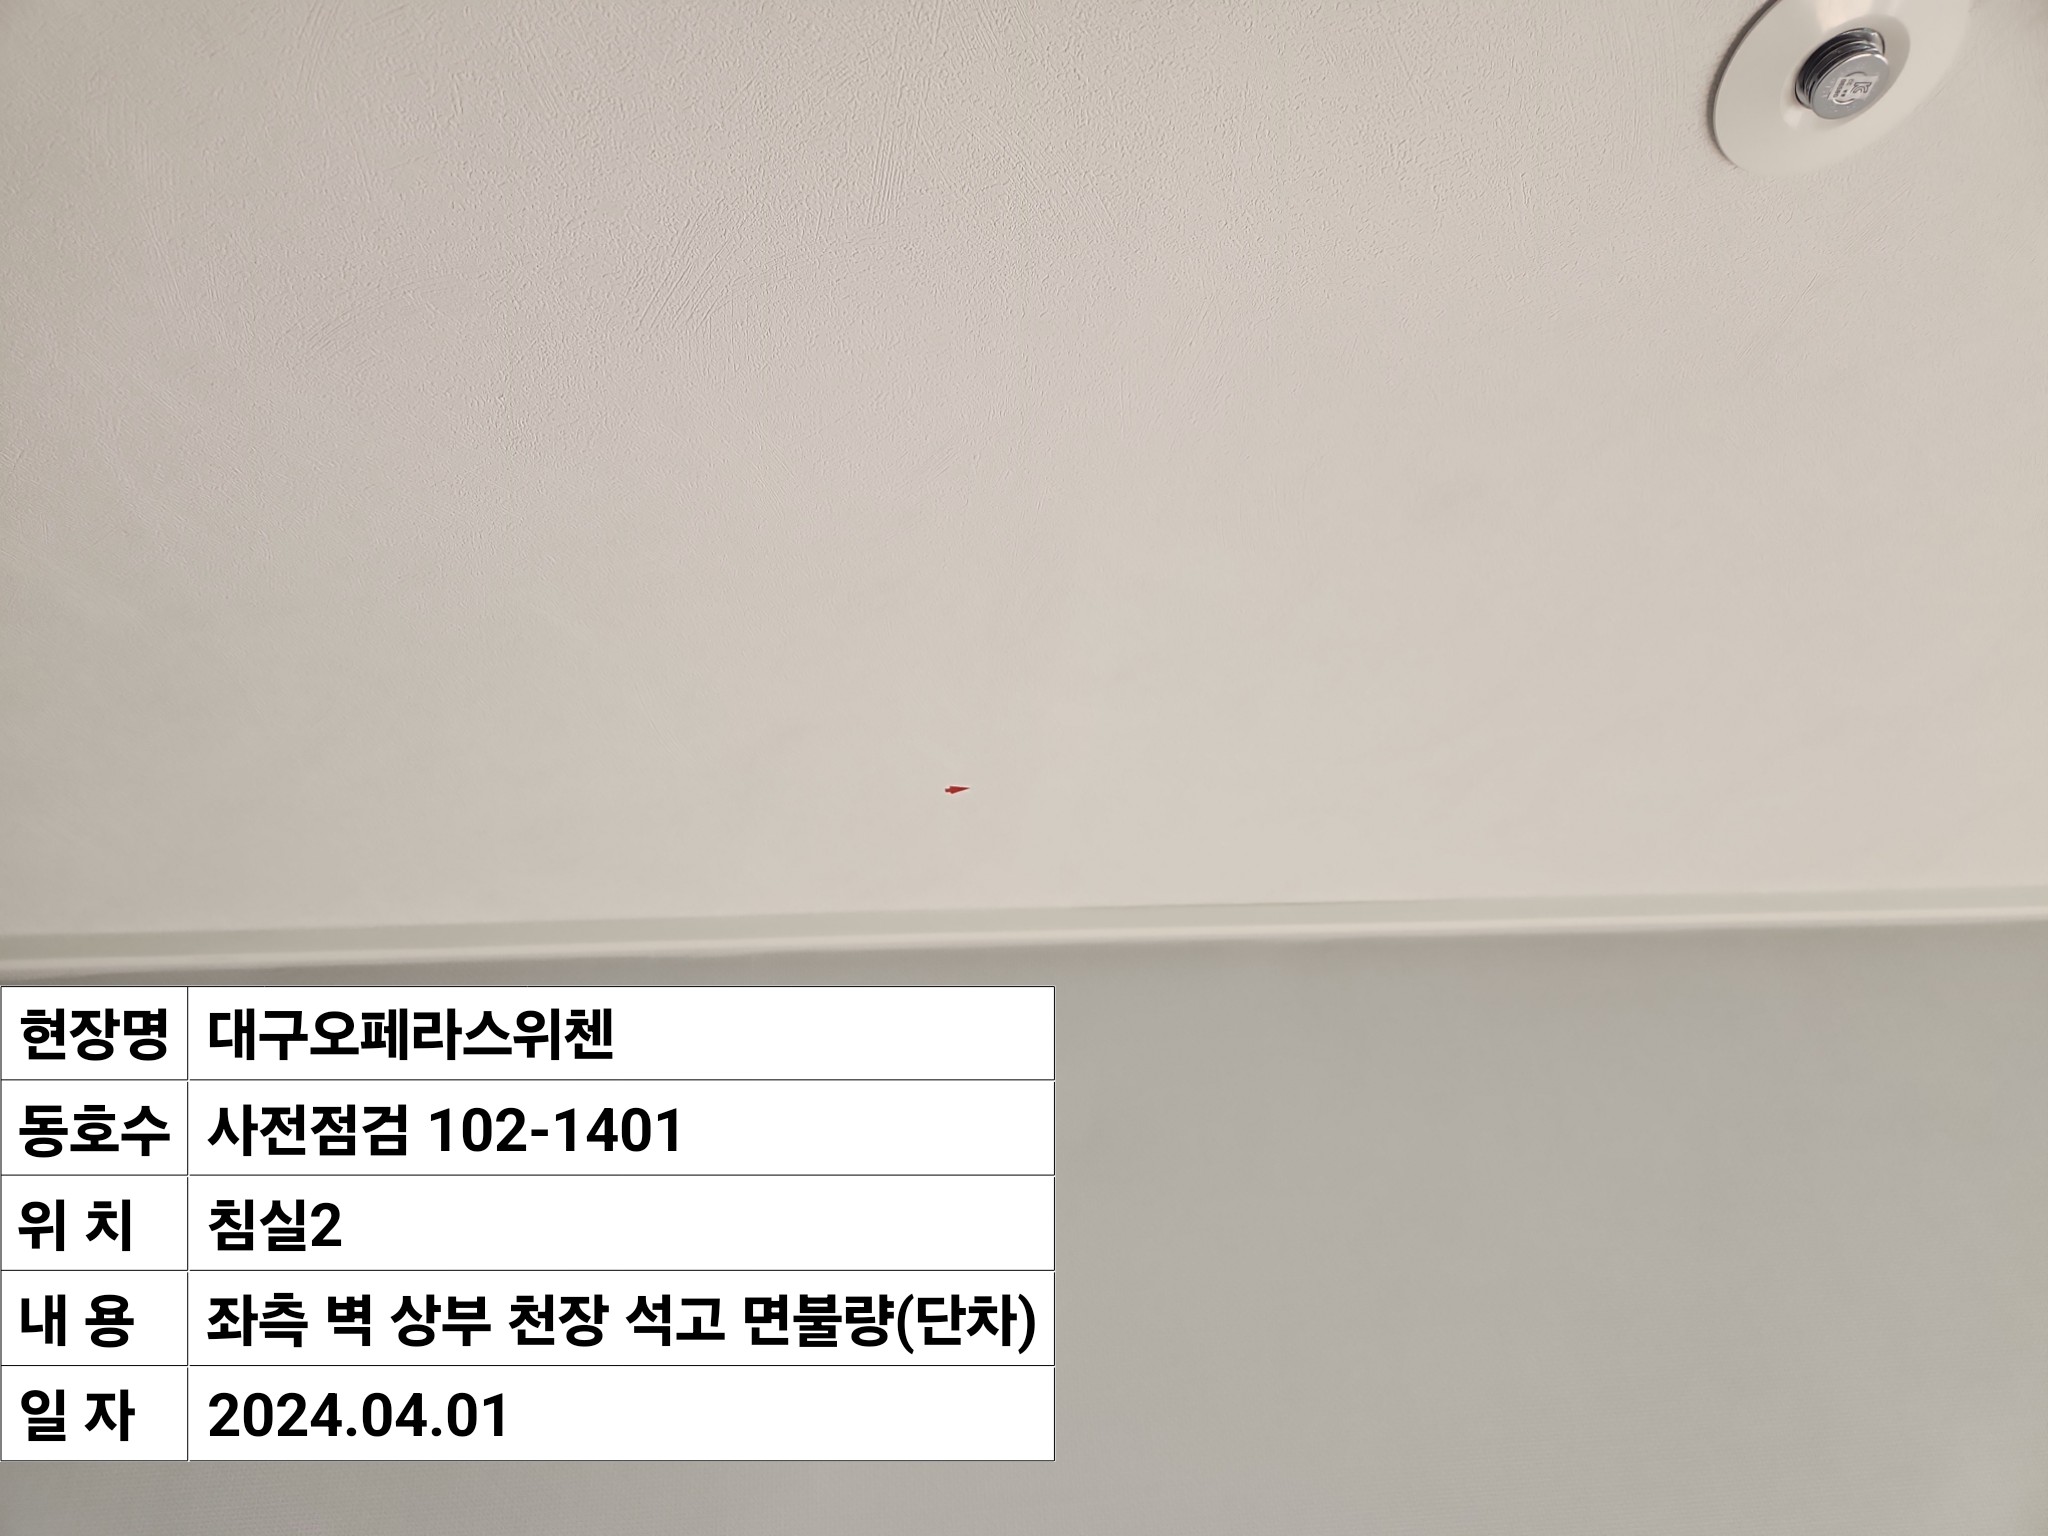 현장명 대구오페라스위첸
동호수 사전점검 102-1401
위 치 침실2
내 용 좌측 벽 상부 천장 석고 면불량(단차)
일 자 2024.04.01